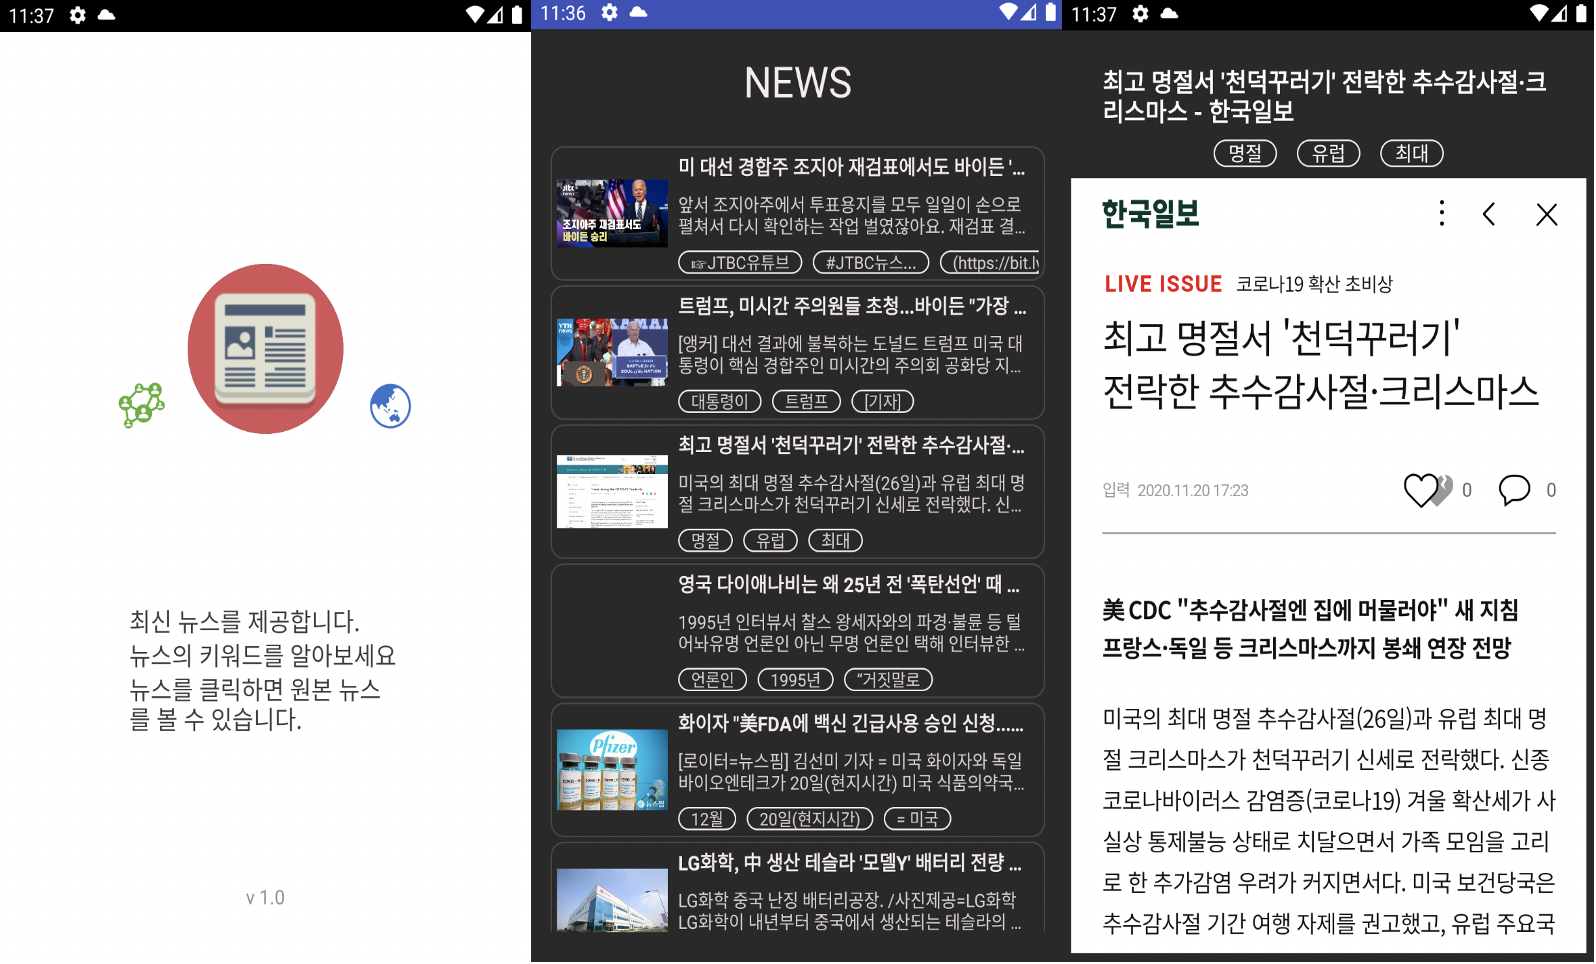 11:37
최신 뉴스를 제공합니다.
뉴스의 키워드를 알아보세요
뉴스를 클릭하면 원본 뉴스
를 볼 수 있습니다.
v 1.0
11:36
NEWS
미 대선 경합주 조지아 재검표에서도 바이든 '...
jtbc
news
조지아주 재검표서도
바이든 승리
앞서 조지아주에서 투표용지를 모두 일일이 손으로
펼쳐서 다시 확인하는 작업 벌였잖아요. 재검표 결...
☞JTBC유튜브 #JTBC뉴스... (https://bit.ly
트럼프, 미시간 주의원들 초청...바이든 "가장 ...
YTN
news
BATTLE for the
SOUL of the NATION
[앵커] 대선 결과에 불복하는 도널드 트럼프 미국 대
통령이 핵심 경합주인 미시간의 주의회 공화당 지...
대통령이 트럼프 [기자]
최고 명절서 '천덕꾸러기' 전락한 추수감사절·...
미국의 최대 명절 추수감사절(26일)과 유럽 최대 명
절 크리스마스가 천덕꾸러기 신세로 전락했다. 신...
명절 유럽 최대
영국 다이애나비는 왜 25년 전 '폭탄선언' 때 ...
1995년 인터뷰서 찰스 왕세자와의 파경·불륜 등 털
어놔유명 언론인 아닌 무명 언론인 택해 인터뷰한 ...
언론인 1995년 “거짓말로
화이자 "美FDA에 백신 긴급사용 승인 신청......
Pfizer
뉴스핌
[로이터=뉴스핌] 김선미 기자 = 미국 화이자와 독일
바이오엔테크가 20일(현지시간) 미국 식품의약국...
12월 20일(현지시간) = 미국
LG화학, 中 생산 테슬라 '모델Y' 배터리 전량 ...
LG화학 중국 난징 배터리공장. /사진제공=LG화학
LG화학이 내년부터 중국에서 생산되는 테슬라의 ...
11:37
최고 명절서 '천덕꾸러기' 전락한 추수감사절·크
리스마스 - 한국일보
명절 유럽 최대
한국일보
LIVE ISSUE 코로나19 확산 초비상
최고 명절서 '천덕꾸러기'
전락한 추수감사절·크리스마스
입력 2020.11.20 17:23
0 0
美 CDC "추수감사절엔 집에 머물러야" 새 지침
프랑스·독일 등 크리스마스까지 봉쇄 연장 전망
미국의 최대 명절 추수감사절(26일)과 유럽 최대 명
절 크리스마스가 천덕꾸러기 신세로 전락했다. 신종
코로나바이러스 감염증(코로나19) 겨울 확산세가 사
실상 통제불능 상태로 치달으면서 가족 모임을 고리
로 한 추가감염 우려가 커지면서다. 미국 보건당국은
추수감사절 기간 여행 자제를 권고했고, 유럽 주요국